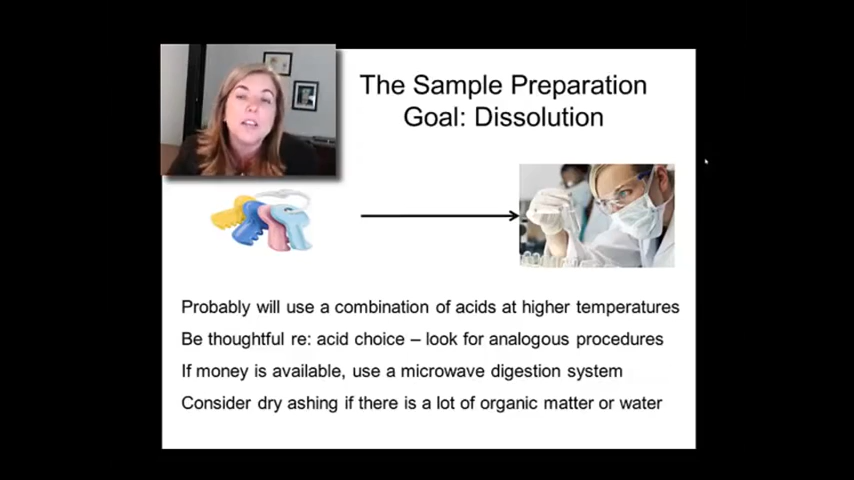 The Sample Preparation
Goal: Dissolution
Probably will use a combination of acids at higher temperatures
Be thoughtful re: acid choice – look for analogous procedures
If money is available, use a microwave digestion system
Consider dry ashing if there is a lot of organic matter or water